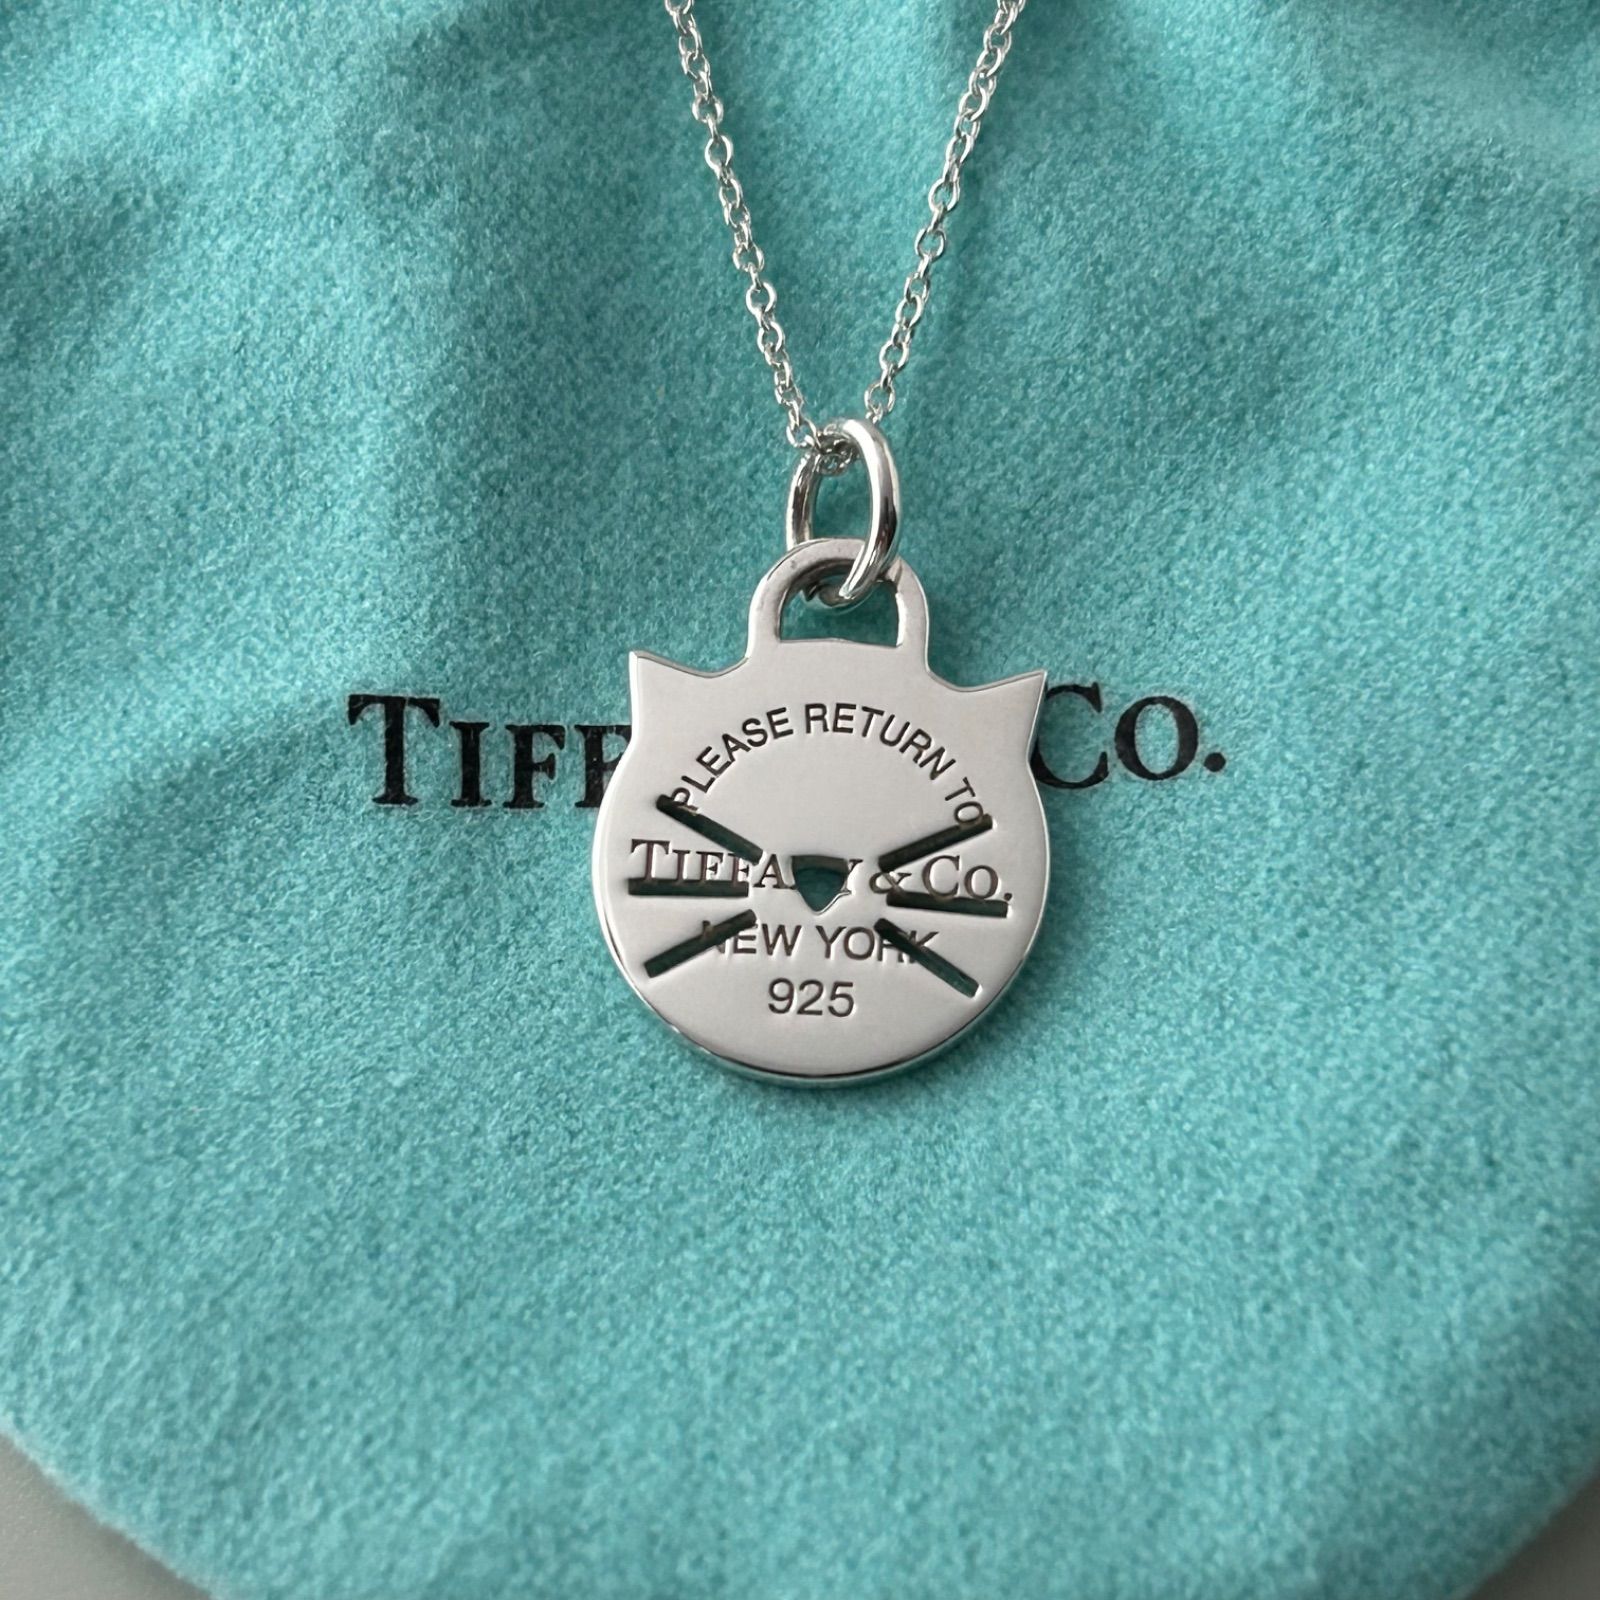 TIFF
Co.
PLEASE RETURN TO
TIFFANY & Co.
NEW YORK
925